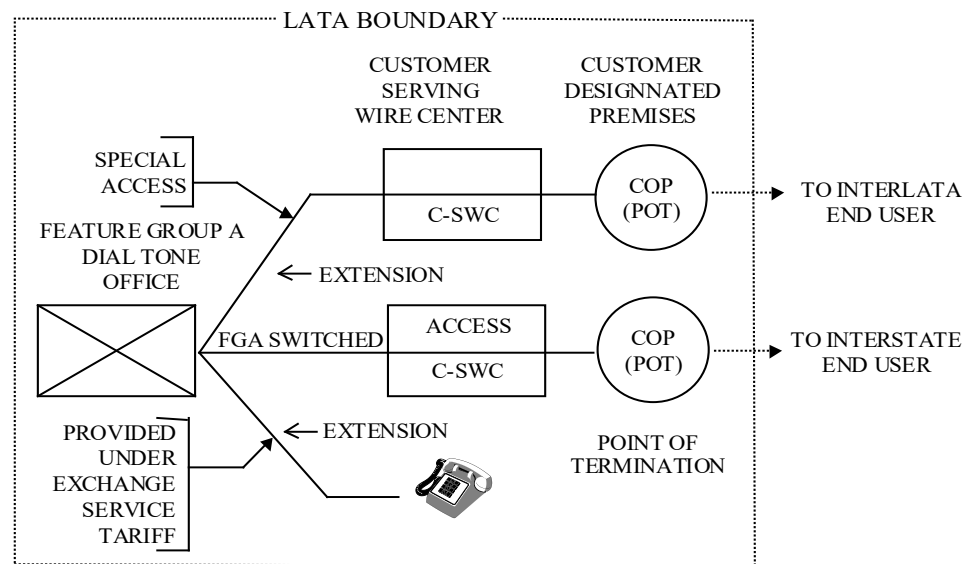 LATA BOUNDARY
CUSTOMER
SERVING
WIRE CENTER
CUSTOMER
DESIGNNATED
PREMISES
SPECIAL
ACCESS
COP
(POT)
TO INTERLATA
END USER
C-SWC
FEATURE GROUP A
DIAL TONE
OFFICE
EXTENSION
FGA SWITCHED
ACCESS
C-SWC
COP
(POT)
TO INTERSTATE
END USER
PROVIDED
UNDER
EXCHANGE
SERVICE
TARIFF
EXTENSION
POINT OF
TERMINATION